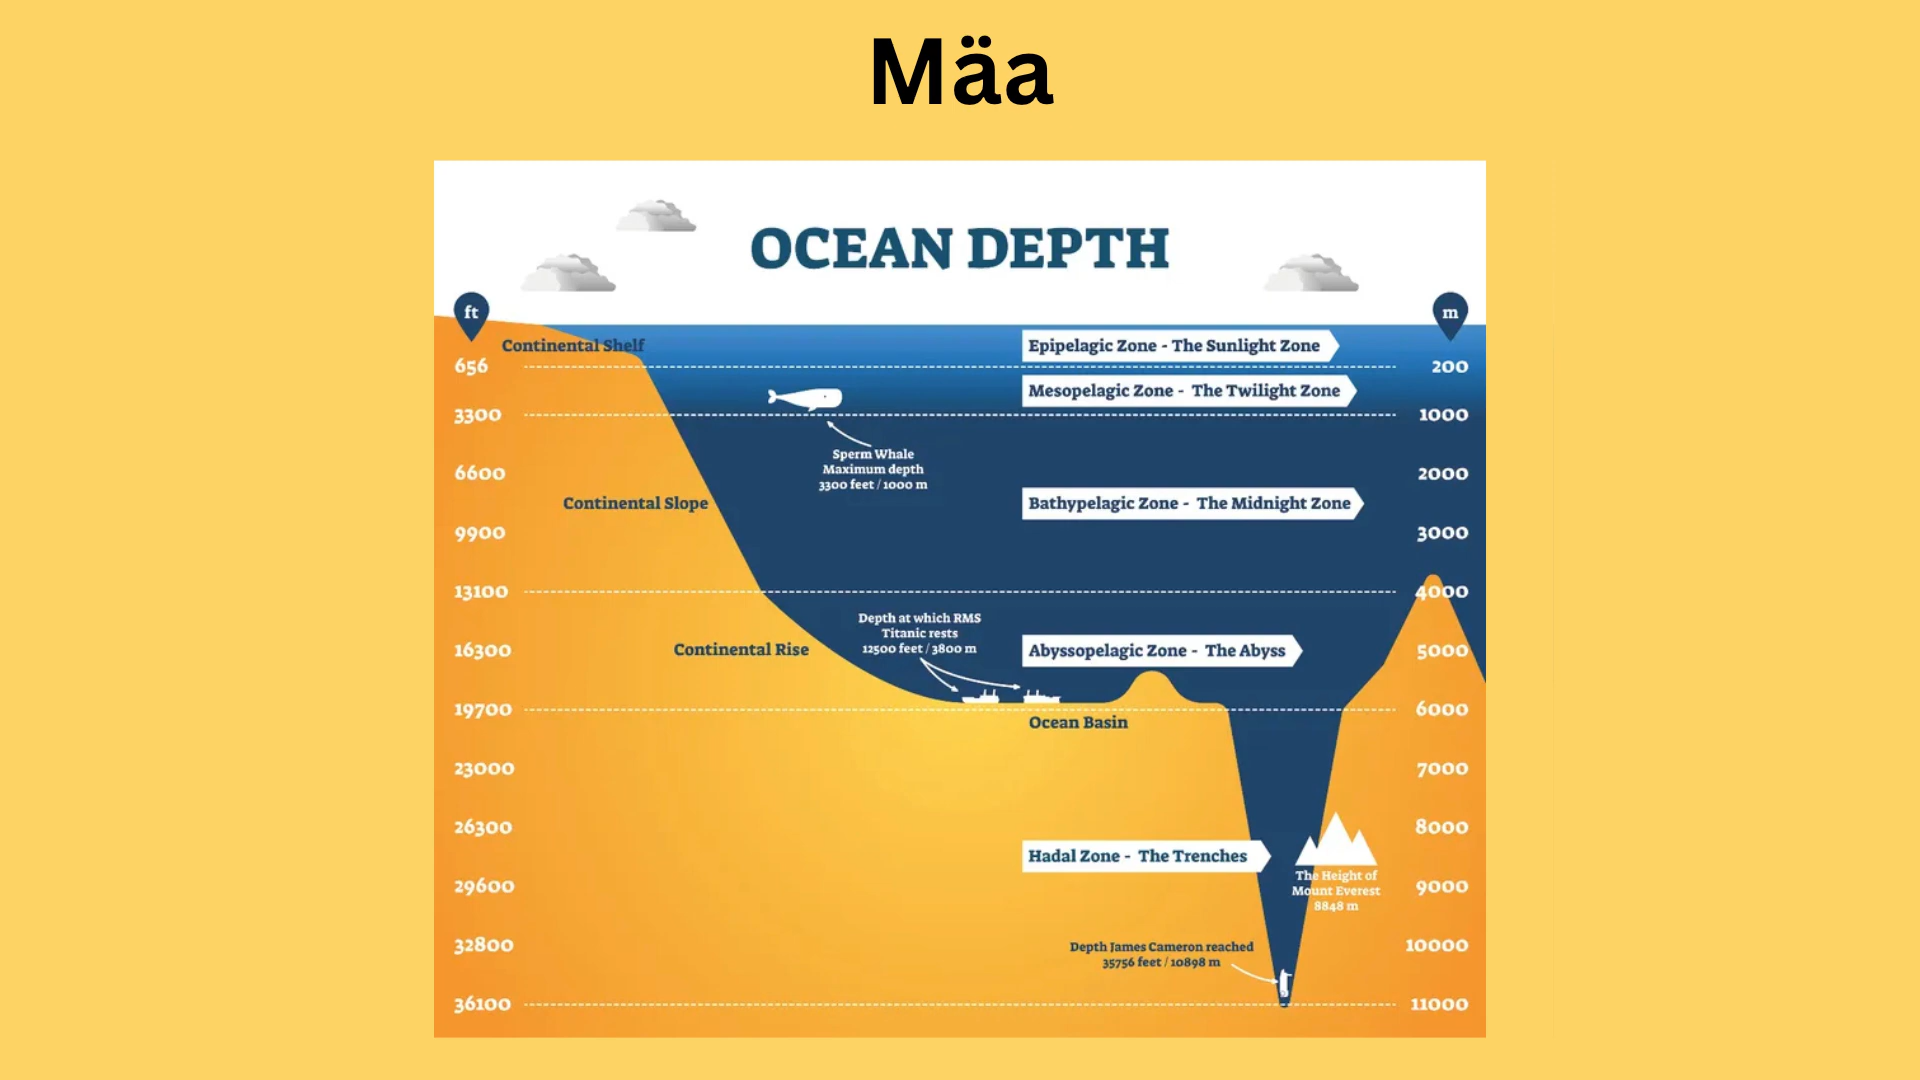 Mäa
OCEAN DEPTH
ft
m
Continental Shelf
Epipelagic Zone - The Sunlight Zone
656
200
Mesopelagic Zone - The Twilight Zone
3300
1000
Sperm Whale
Maximum depth
3300 feet / 1000 m
6600
2000
Continental Slope
Bathypelagic Zone - The Midnight Zone
9900
3000
13100
4000
Depth at which RMS
Titanic rests
12500 feet / 3800 m
Continental Rise
Abyssopelagic Zone - The Abyss
16300
5000
19700
6000
Ocean Basin
23000
7000
26300
8000
Hadal Zone - The Trenches
The Height of
Mount Everest
8848 m
29600
9000
32800
10000
Depth James Cameron reached
35756 feet / 10898 m
36100
11000